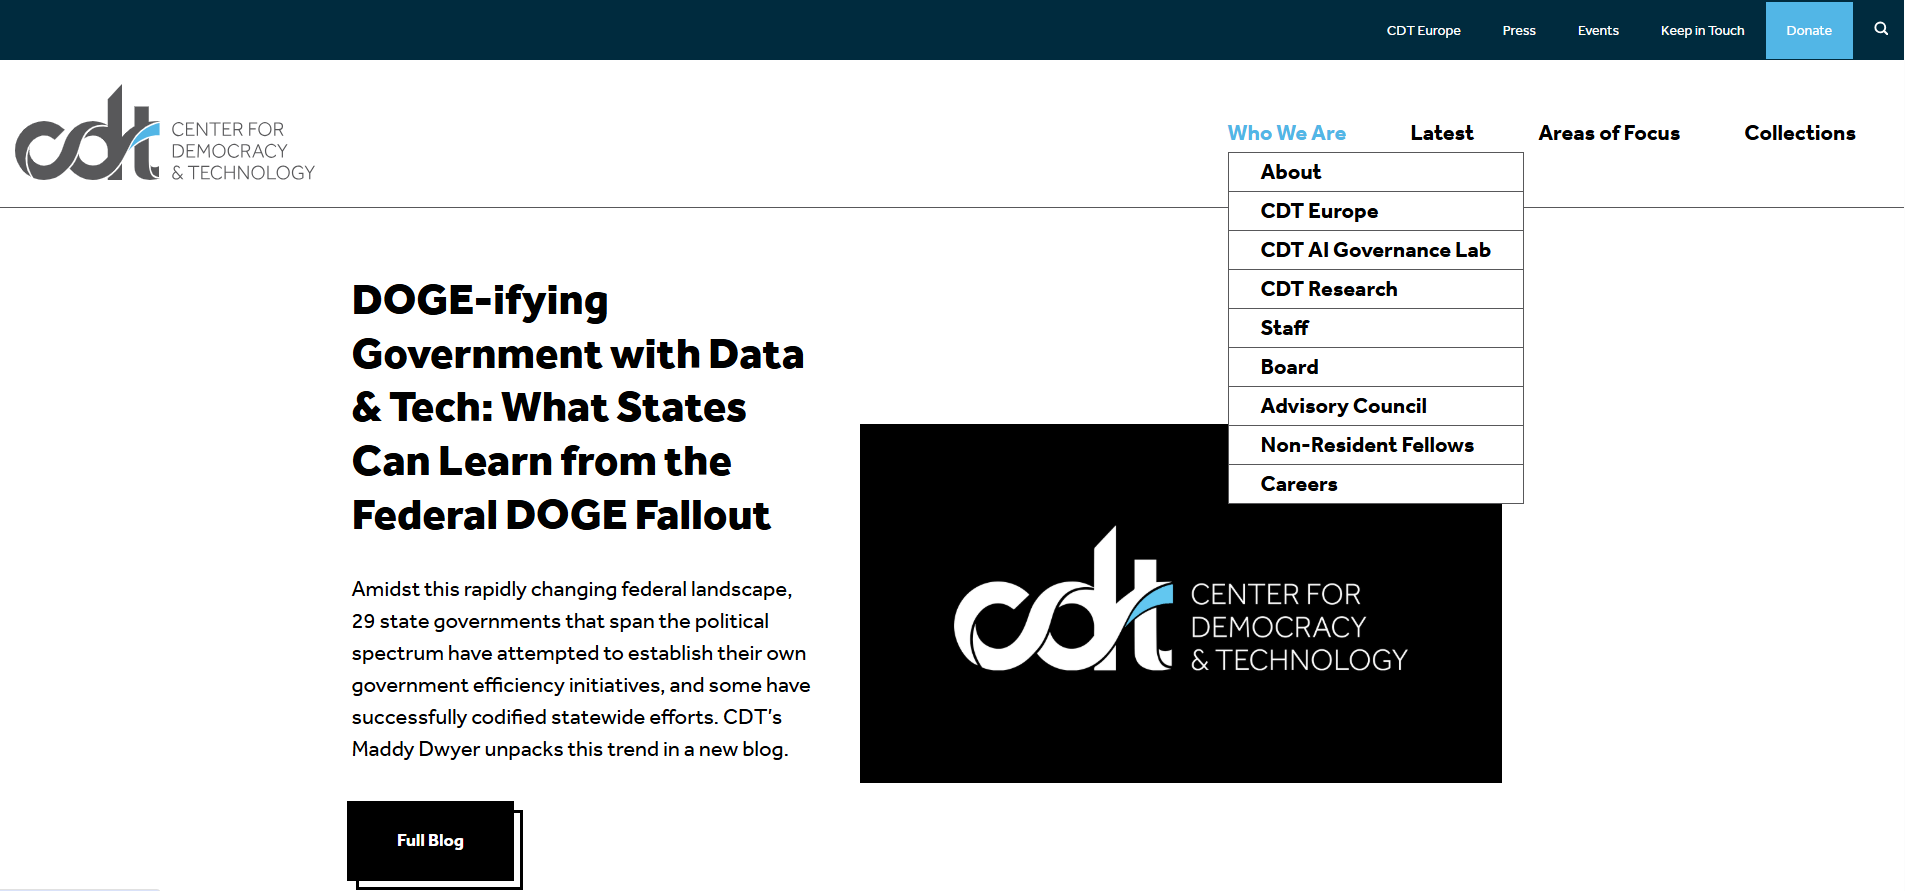 CDT Europe
Press
Events
Keep in Touch
Donate
cdt
CENTER FOR
DEMOCRACY
& TECHNOLOGY
Who We Are
Latest
Areas of Focus
Collections
About
CDT Europe
CDT AI Governance Lab
CDT Research
Staff
Board
Advisory Council
Non-Resident Fellows
Careers
DOGE-ifying
Government with Data
& Tech: What States
Can Learn from the
Federal DOGE Fallout
Amidst this rapidly changing federal landscape,
29 state governments that span the political
spectrum have attempted to establish their own
government efficiency initiatives, and some have
successfully codified statewide efforts. CDT's
Maddy Dwyer unpacks this trend in a new blog.
Full Blog
cdt
CENTER FOR
DEMOCRACY
& TECHNOLOGY